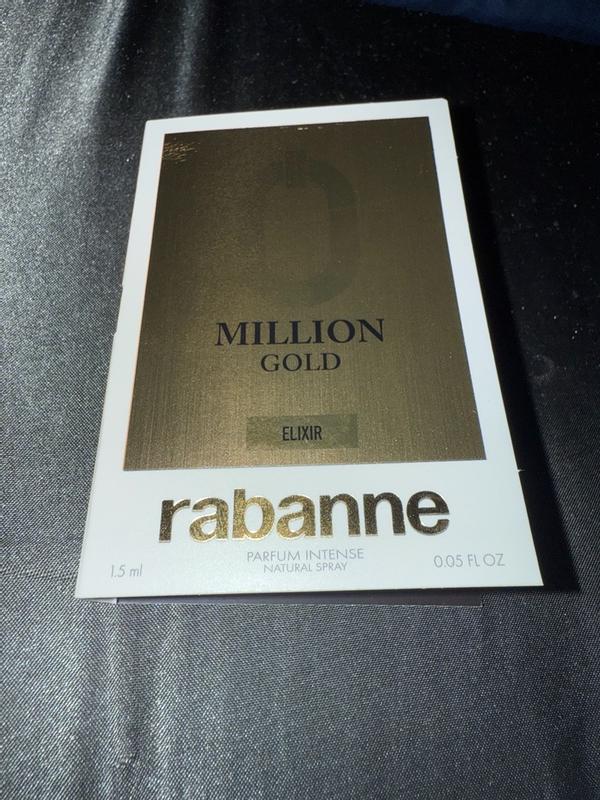 MILLION
GOLD
ELIXIR
rabanne
PARFUM INTENSE
NATURAL SPRAY
1.5 ml
0.05 FL OZ